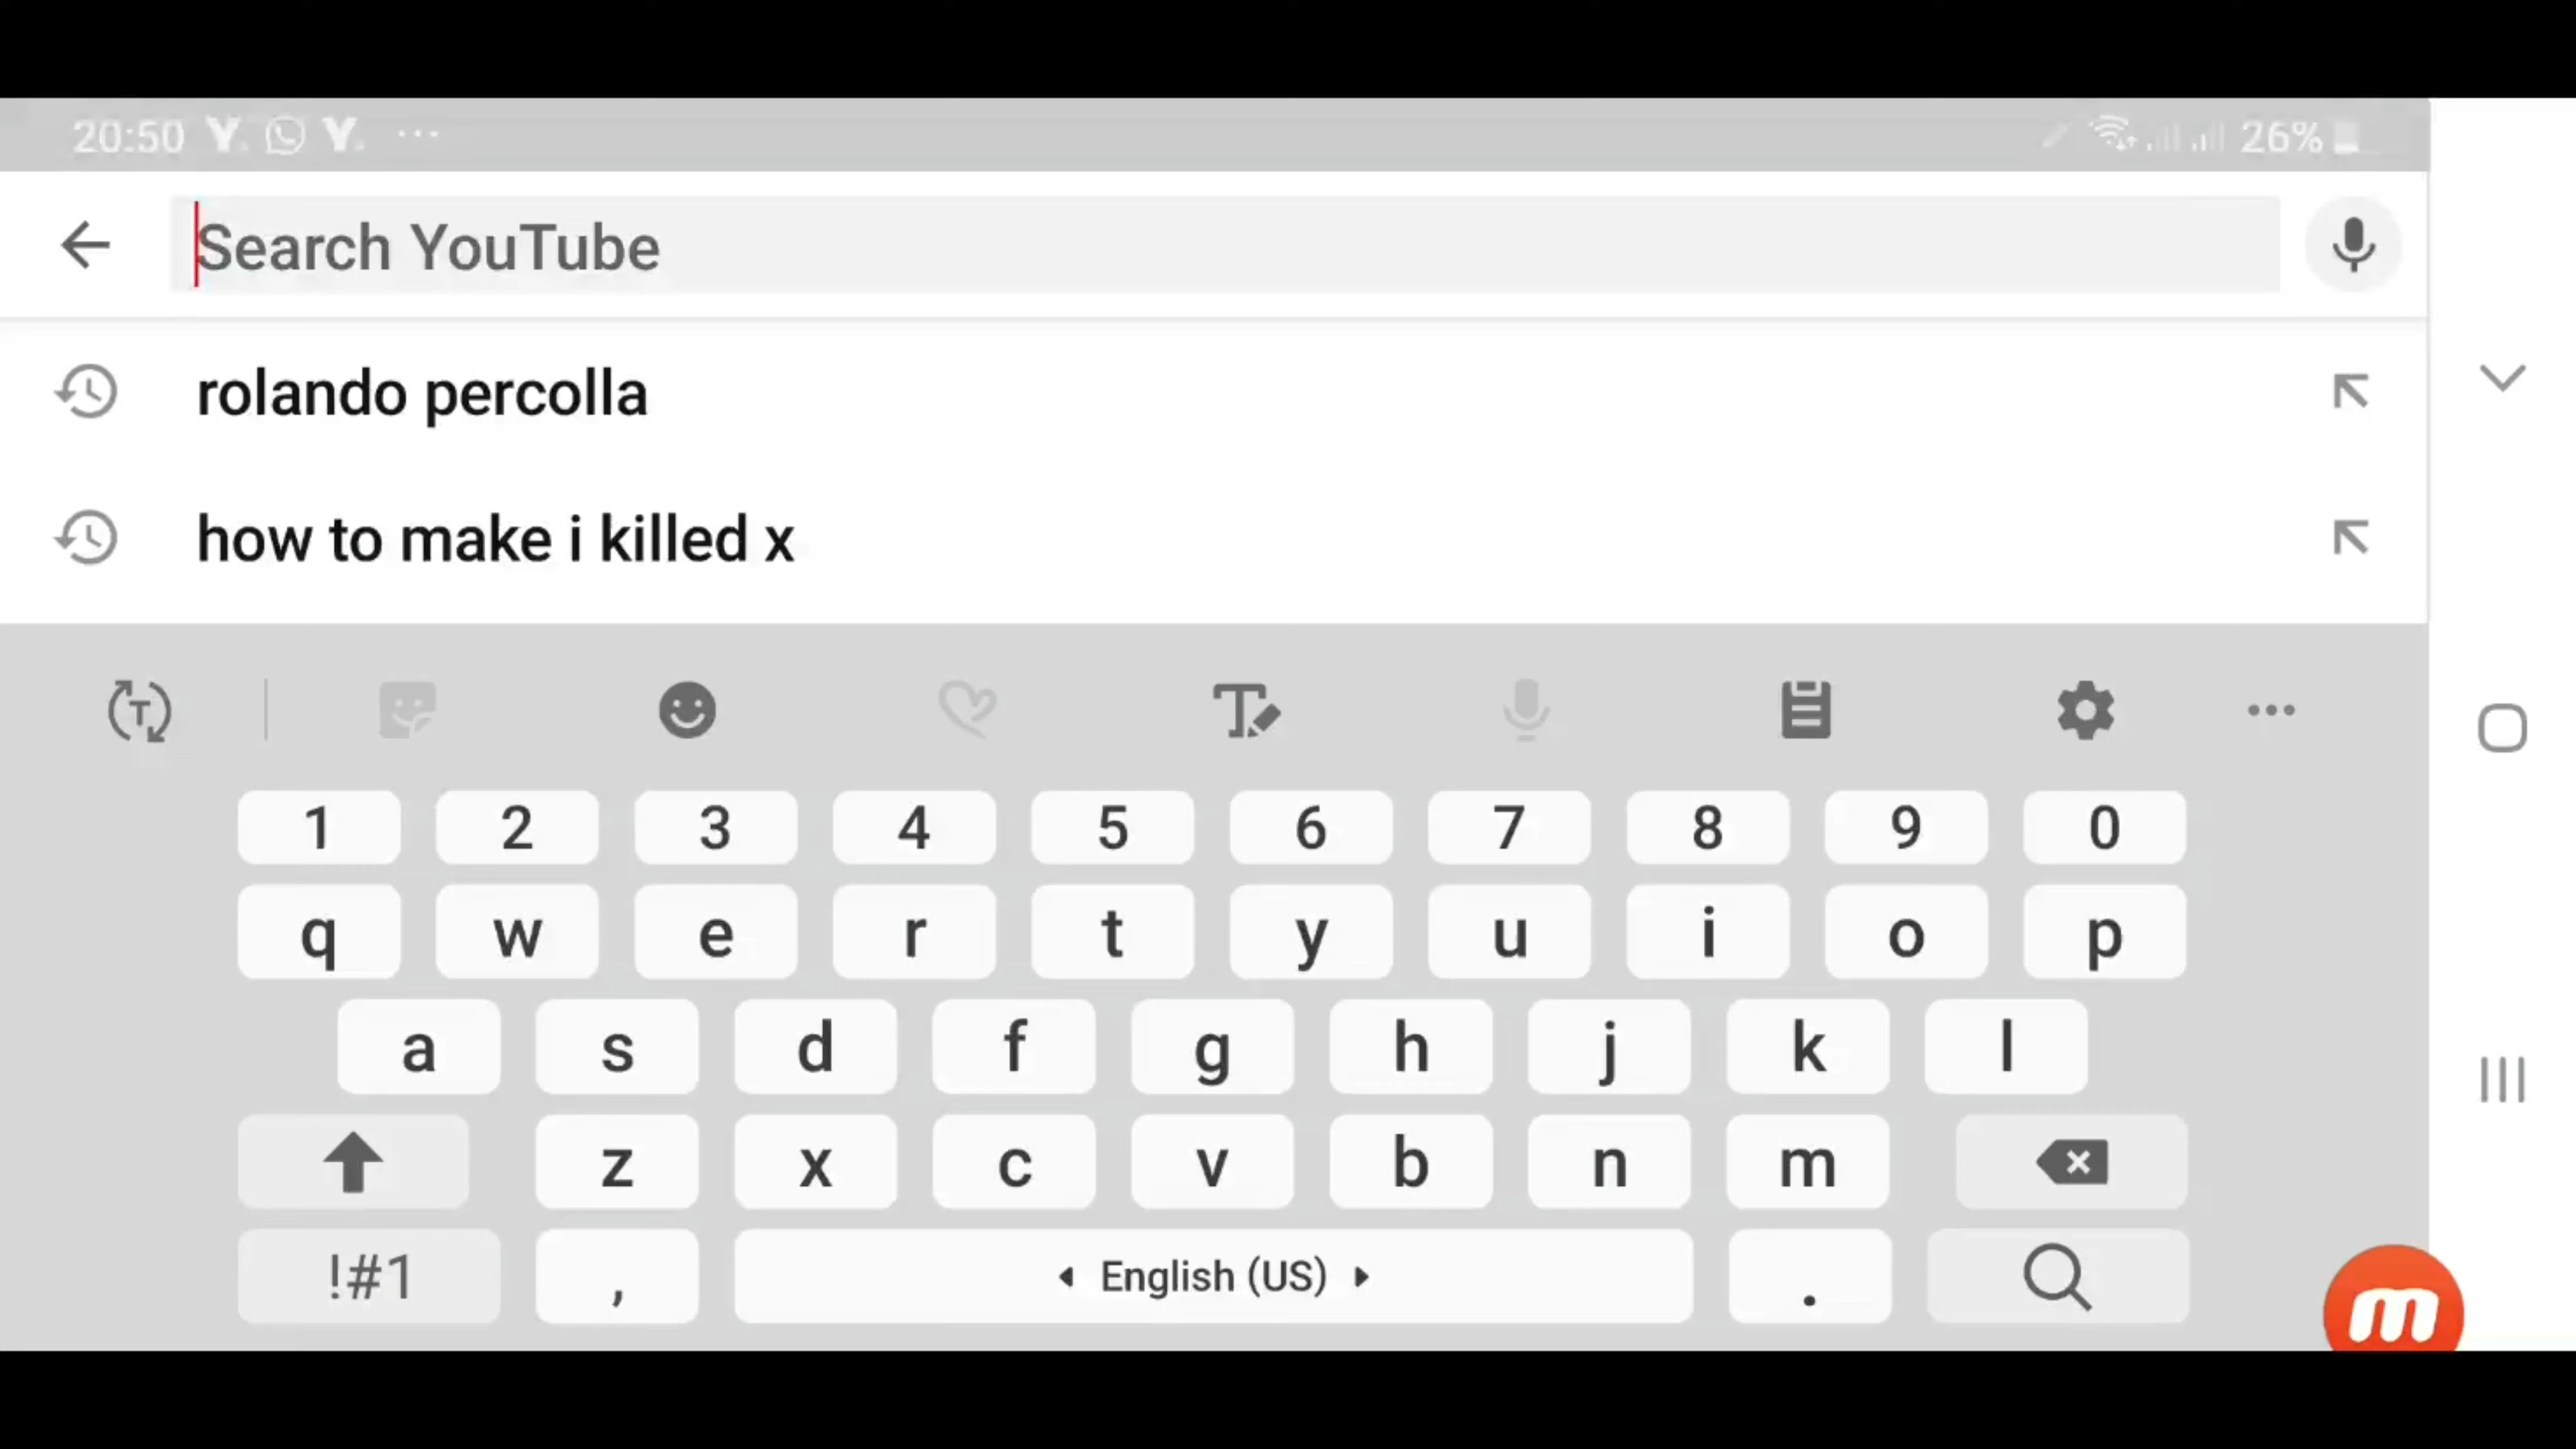 20:50 Y. Y. ... 26%
Search YouTube
rolando percolla
how to make i killed x
T T
1 2 3 4 5 6 7 8 9 0
q w e r t y u i o p
a s d f g h j k l
z x c v b n m
!#1 , English (US) .
m